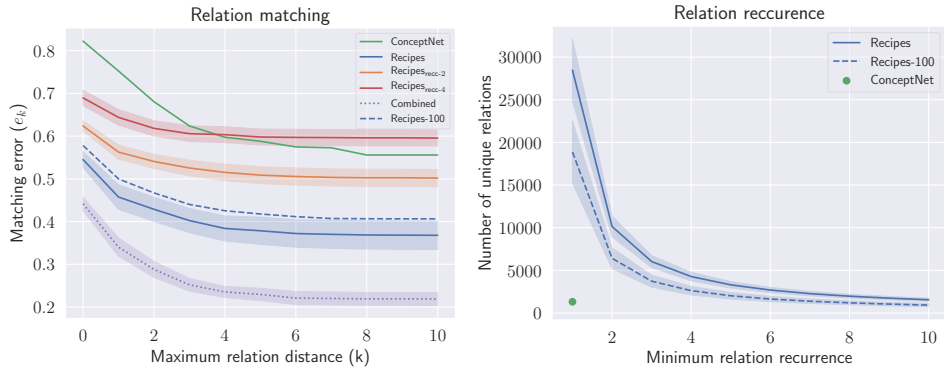 Relation matching
0.8
0.7
0.6
0.5
0.4
0.3
0.2
Matching error (e_k)
0 2 4 6 8 10
Maximum relation distance (k)
ConceptNet
Recipes
Recipes_recc-2
Recipes_recc-4
Combined
Recipes-100
Relation reccurence
30000
25000
20000
15000
10000
5000
0
Number of unique relations
2 4 6 8 10
Minimum relation recurrence
Recipes
Recipes-100
ConceptNet